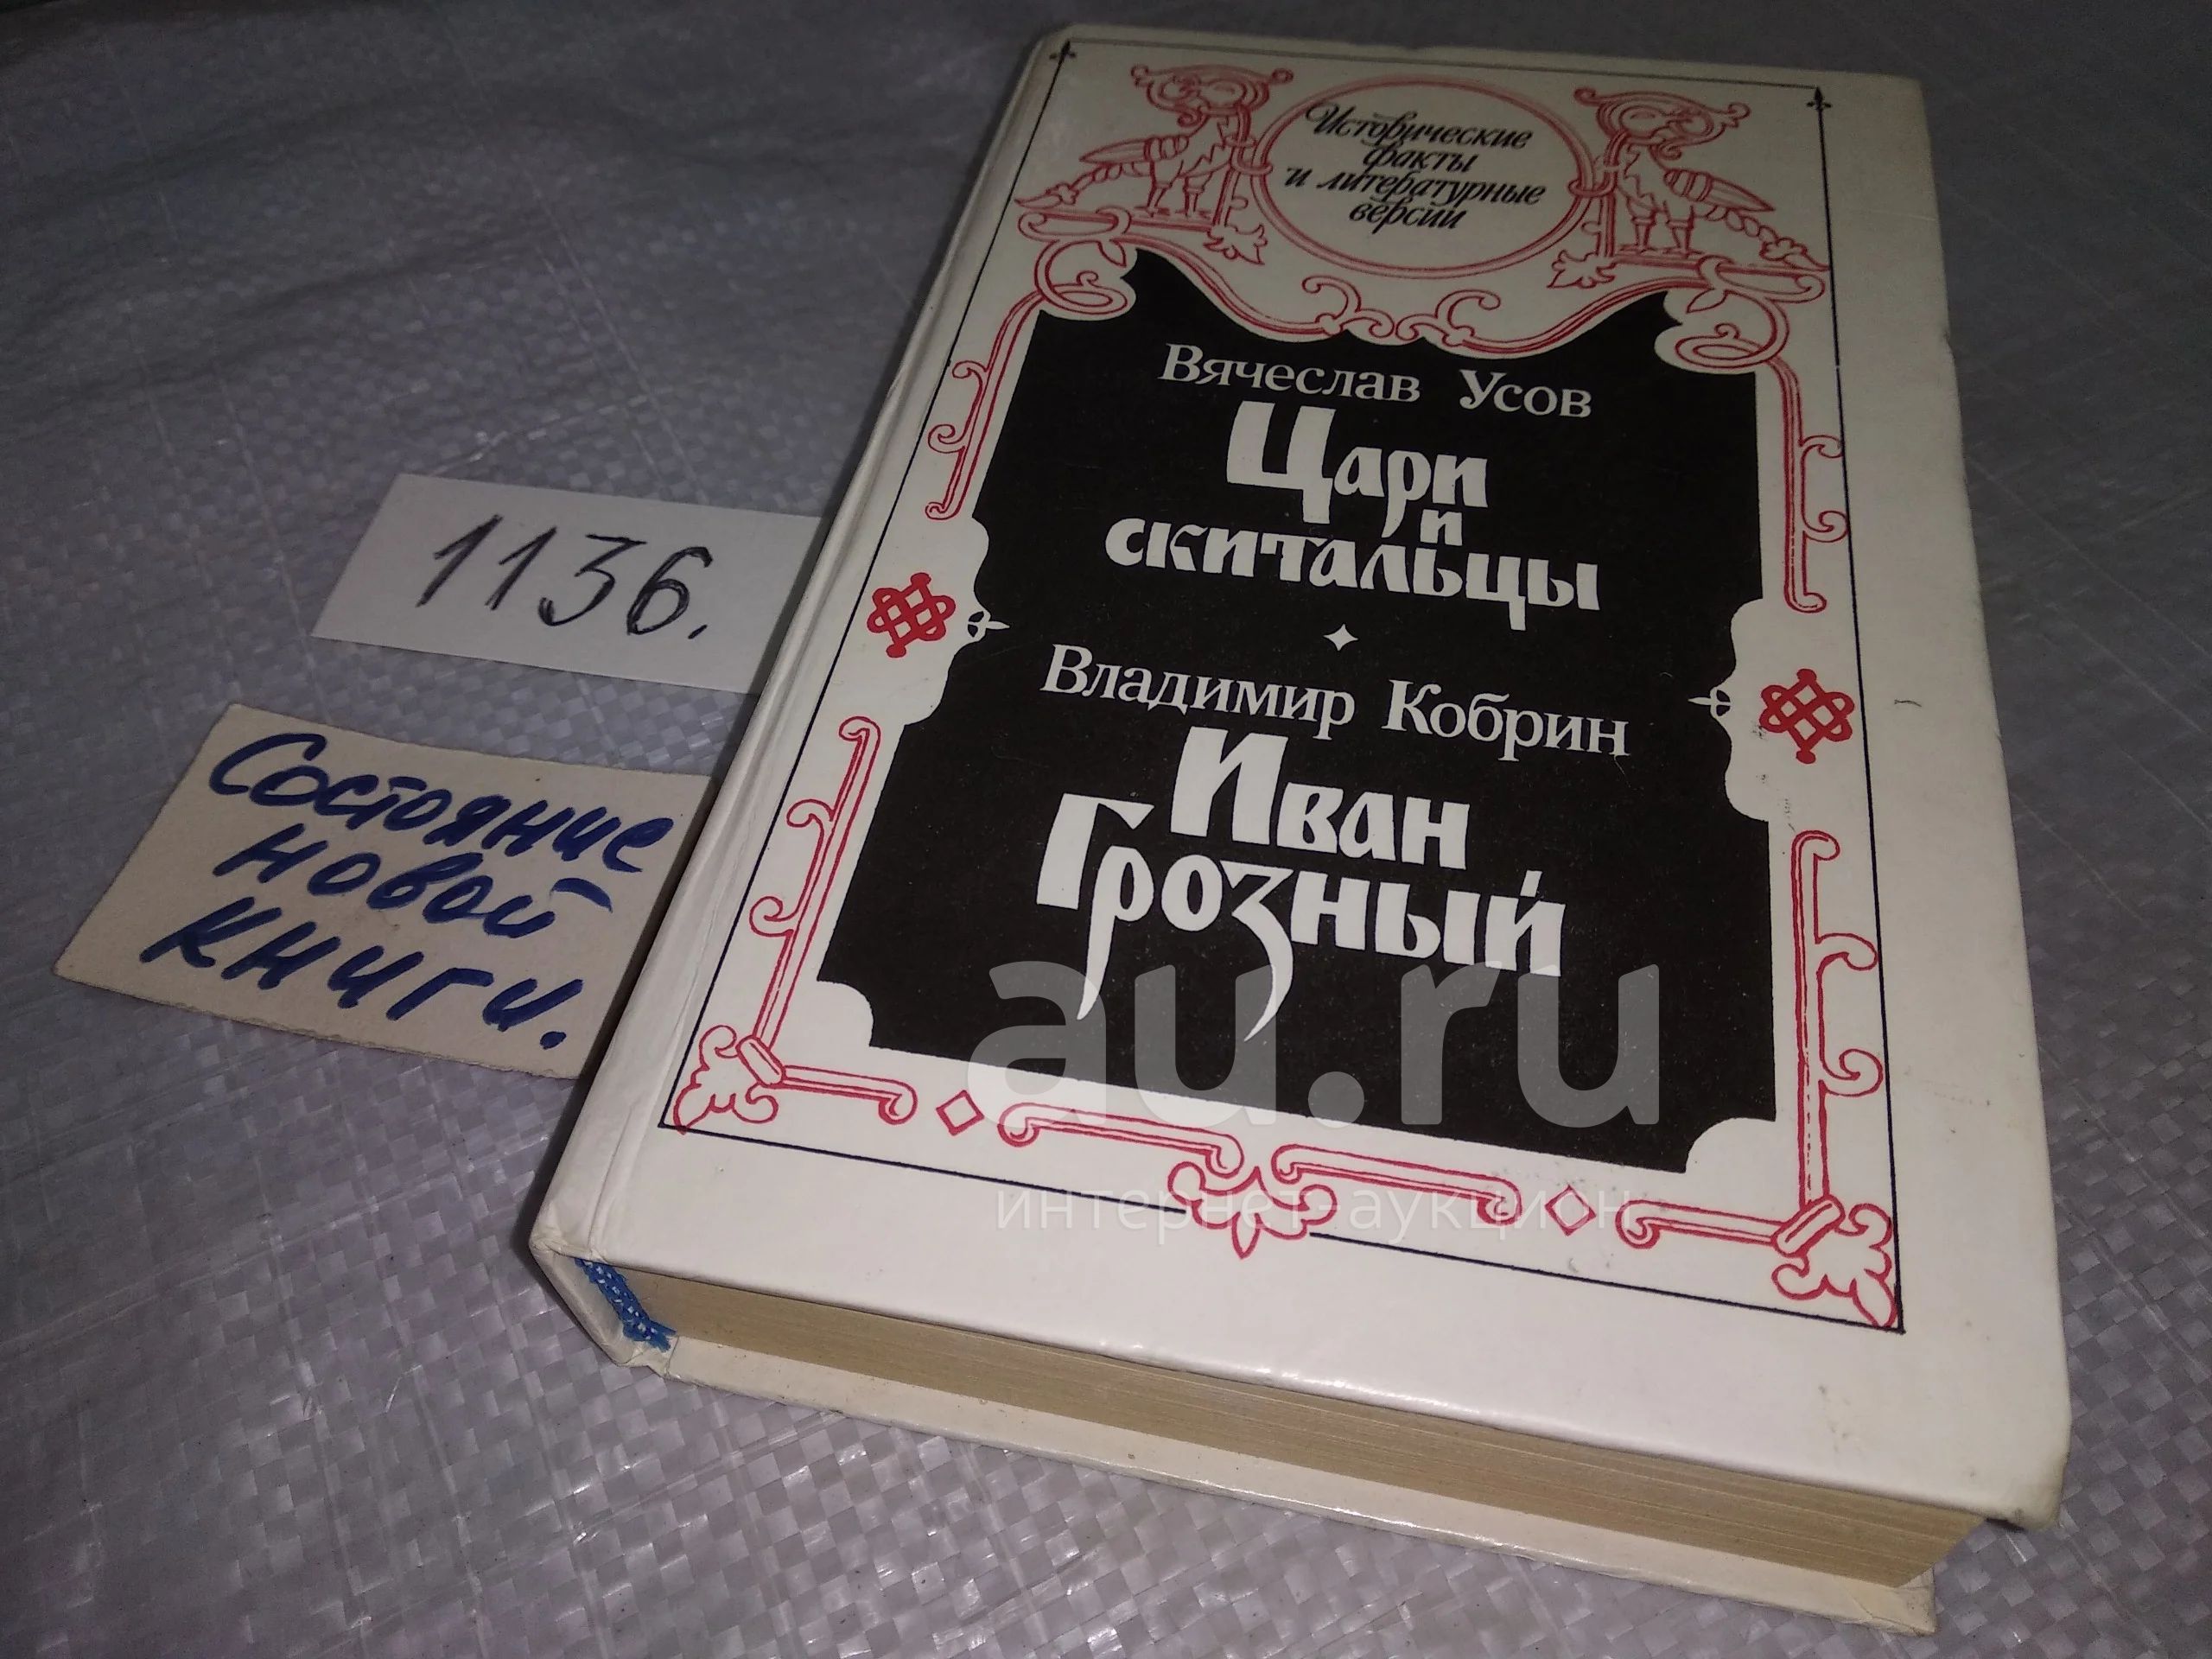 Исторические
факты
и литературные
версии
Вячеслав Усов
Цари
и
скитальцы
Владимир Кобрин
Иван
Грозный
1136.
Состояние
новой
книги.
au.ru
интернет-аукцион